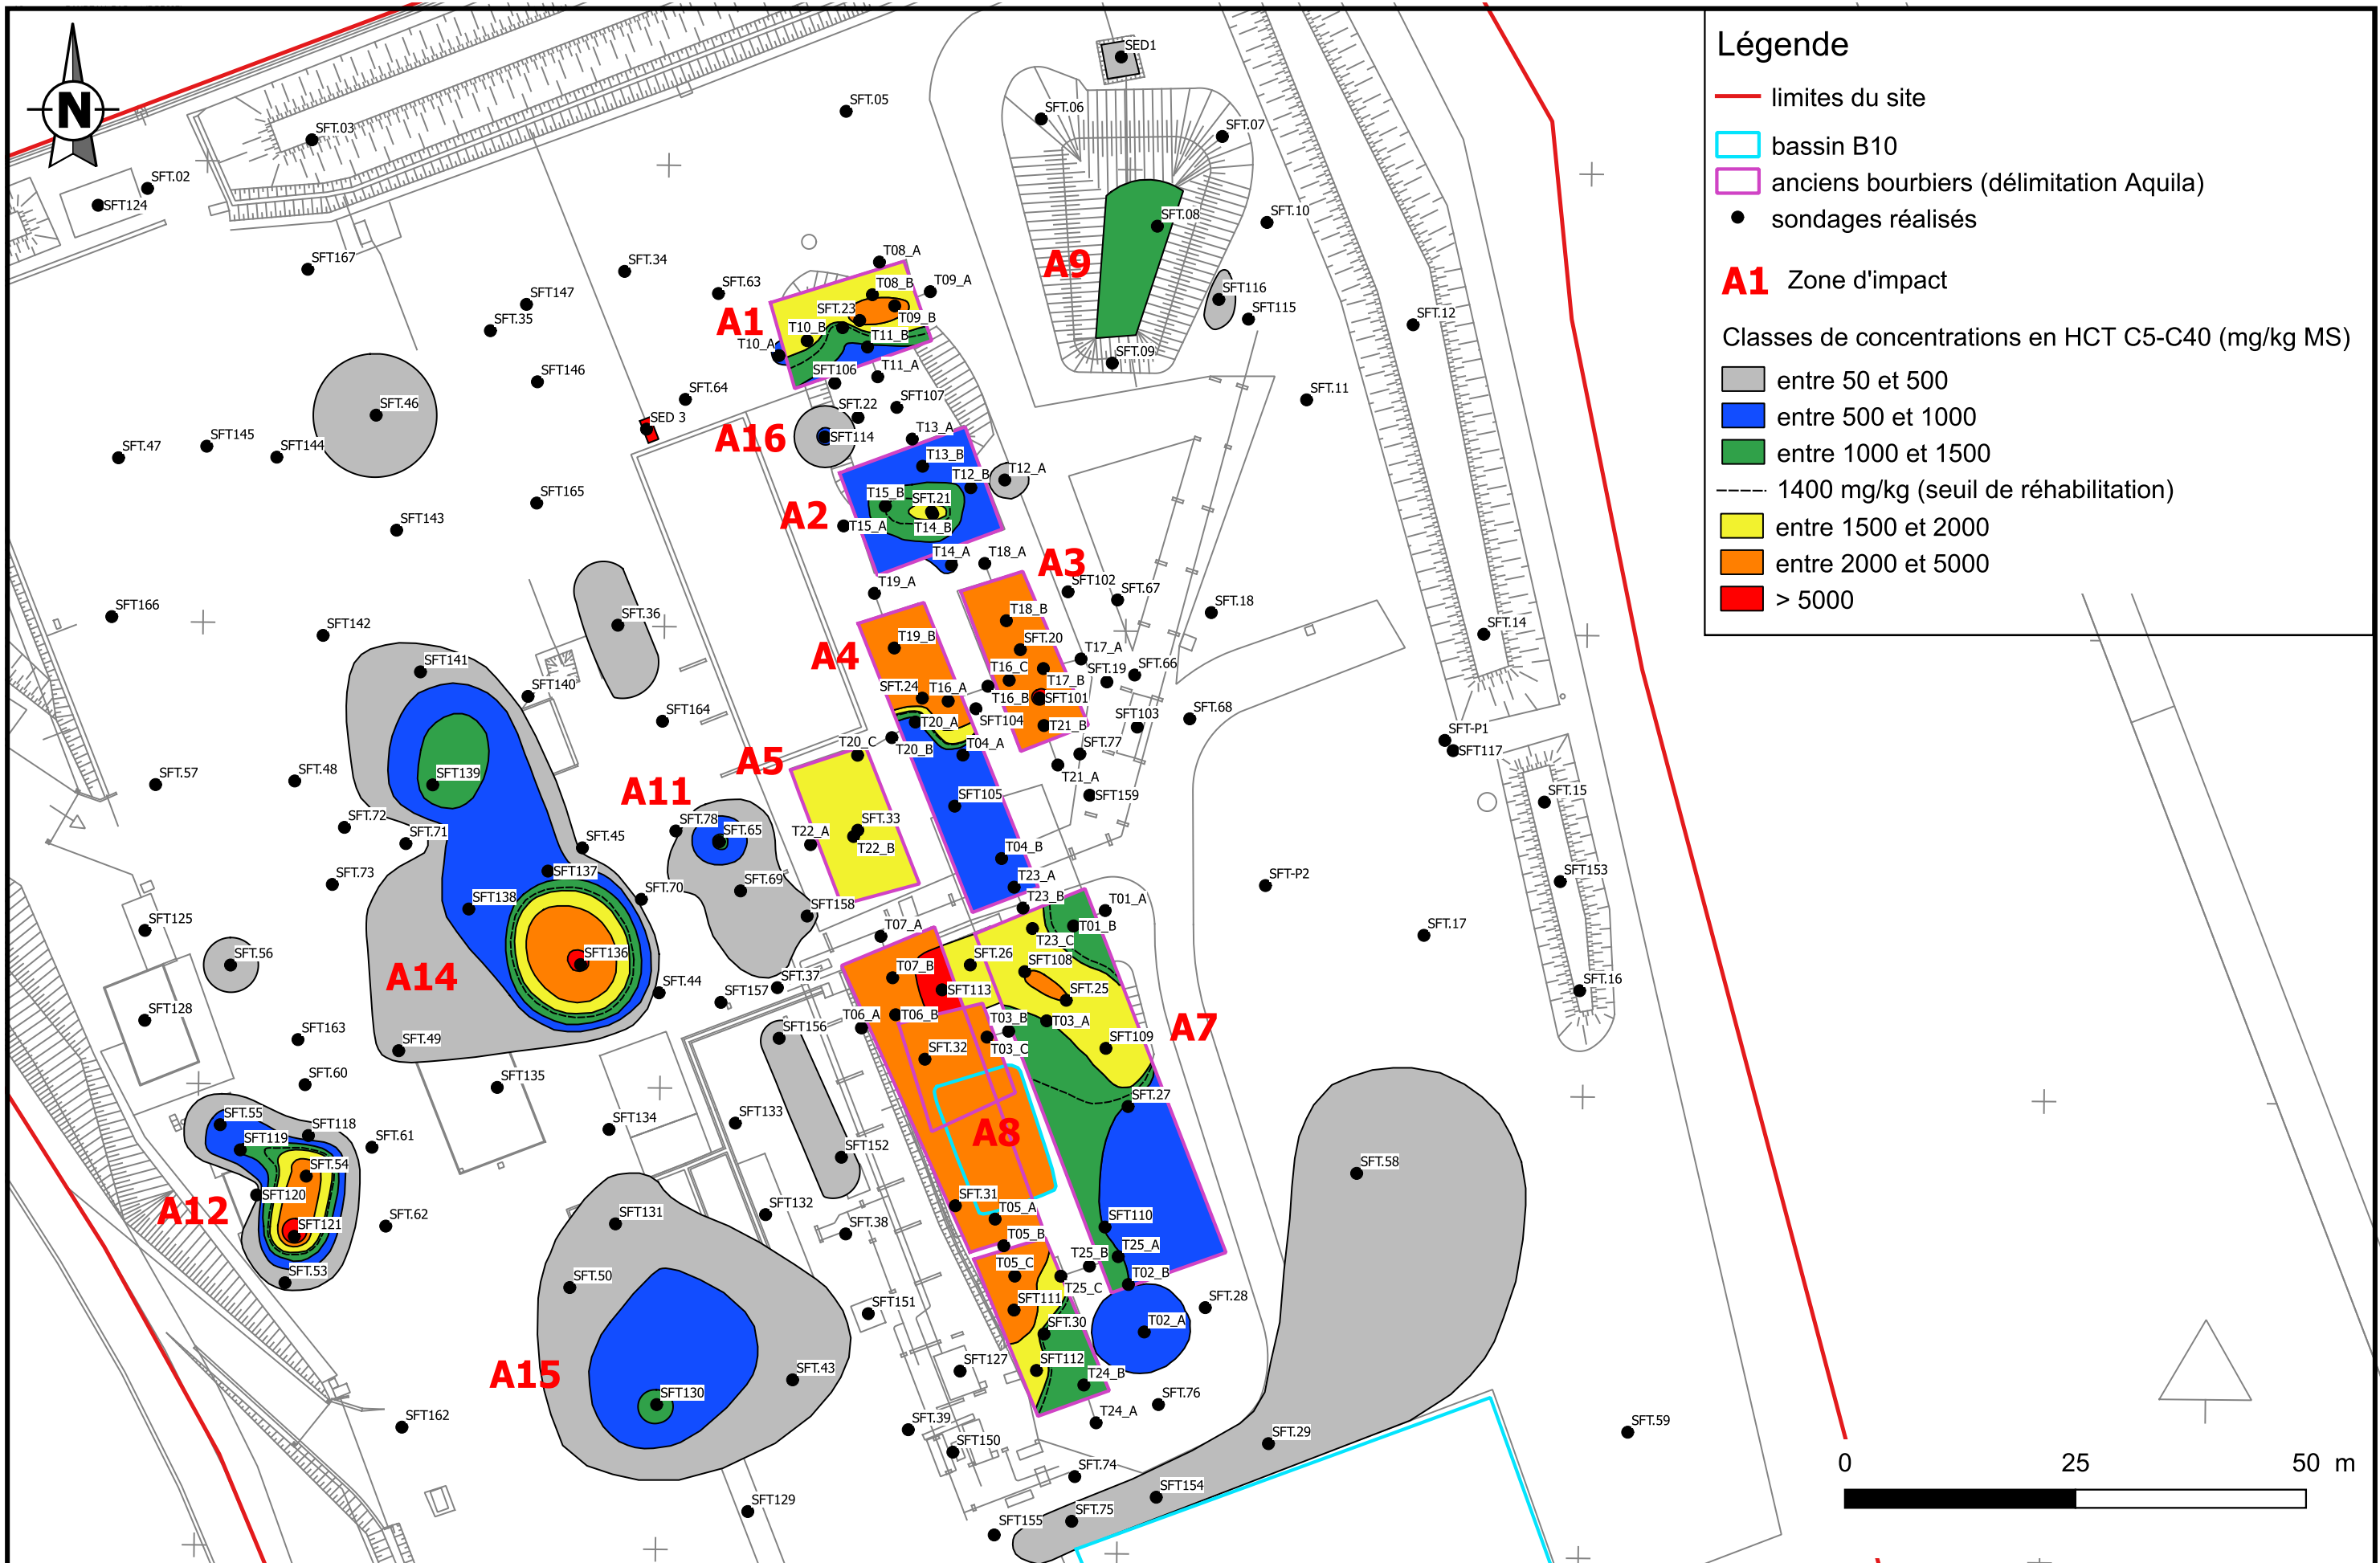 N
Légende
limites du site
bassin B10
anciens bourbiers (délimitation Aquila)
sondages réalisés
A1 Zone d'impact
Classes de concentrations en HCT C5-C40 (mg/kg MS)
entre 50 et 500
entre 500 et 1000
entre 1000 et 1500
1400 mg/kg (seuil de réhabilitation)
entre 1500 et 2000
entre 2000 et 5000
> 5000
SED1
SFT.05
SFT.06
SFT.07
SFT.03
SFT.02
SFT124
SFT.08
SFT.10
SFT167
SFT.34
T08_A
A9
SFT.63
T08_B
T09_A
SFT116
SFT147
SFT.23
T09_B
SFT115
SFT.35
A1
T10_B
T11_B
SFT.12
T10_A
SFT.09
SFT146
SFT106
T11_A
SFT.64
SFT107
SFT.11
SFT.46
SED 3
SFT.22
SFT145
SFT144
SFT.47
A16
SFT114
T13_A
T13_B
T12_B
T12_A
SFT165
T15_B
SFT.21
A2
SFT143
T15_A
T14_B
T14_A
T18_A
A3
T19_A
SFT102
SFT.67
SFT166
SFT.36
T18_B
SFT.18
SFT142
T19_B
SFT.20
SFT.14
A4
T17_A
SFT141
T16_C
SFT.19
SFT.66
SFT140
SFT.24
T16_A
T17_B
T16_B
SFT101
SFT164
T20_A
SFT104
T21_B
SFT103
SFT.68
SFT-P1
T20_C
T20_B
T04_A
SFT.77
SFT117
A5
SFT.57
SFT.48
SFT139
T21_A
A11
SFT105
SFT159
SFT.15
SFT.72
SFT.71
SFT.78
SFT.65
T22_A
SFT.33
T22_B
SFT.45
T04_B
SFT.73
SFT137
SFT.69
T23_A
SFT-P2
SFT153
SFT138
SFT.70
SFT158
T23_B
T01_A
SFT125
T07_A
T01_B
SFT.17
T23_C
SFT.56
SFT136
SFT.26
SFT108
A14
SFT.44
SFT.37
T07_B
SFT113
SFT.25
SFT.16
SFT128
SFT157
T06_A
T06_B
T03_B
T03_A
A7
SFT163
SFT.49
SFT156
SFT.32
T03_C
SFT109
SFT.60
SFT135
SFT.27
SFT.55
SFT118
SFT134
SFT133
SFT119
SFT.61
A8
SFT152
SFT.58
SFT.54
SFT120
A12
SFT.31
SFT121
SFT.62
SFT131
SFT132
T05_A
SFT.38
SFT110
T05_B
T25_B
T25_A
SFT.53
SFT.50
T05_C
T02_B
T25_C
SFT151
SFT111
SFT.28
SFT.30
T02_A
A15
SFT127
SFT112
SFT.43
T24_B
SFT130
SFT.76
SFT162
SFT.39
T24_A
SFT.29
SFT.59
SFT150
SFT.74
SFT154
SFT129
SFT.75
SFT155
0 25 50 m